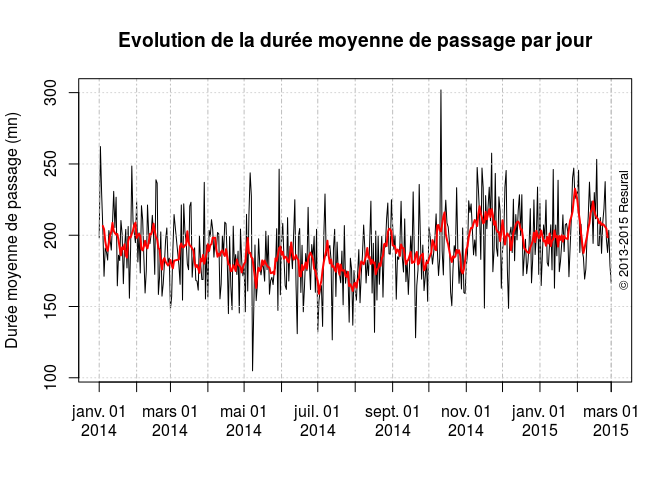 Evolution de la durée moyenne de passage par jour
Durée moyenne de passage (mn)
300
250
200
150
100
© 2013-2015 Resural
janv. 01 mars 01 mai 01 juil. 01 sept. 01 nov. 01 janv. 01 mars 01
2014 2014 2014 2014 2014 2014 2015 2015